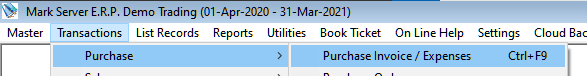 Mark Server E.R.P. Demo Trading (01-Apr-2020 - 31-Mar-2021)
Master Transactions List Records Reports Utilities Book Ticket On Line Help Settings Cloud Bac
Purchase > Purchase Invoice / Expenses Ctrl+F9